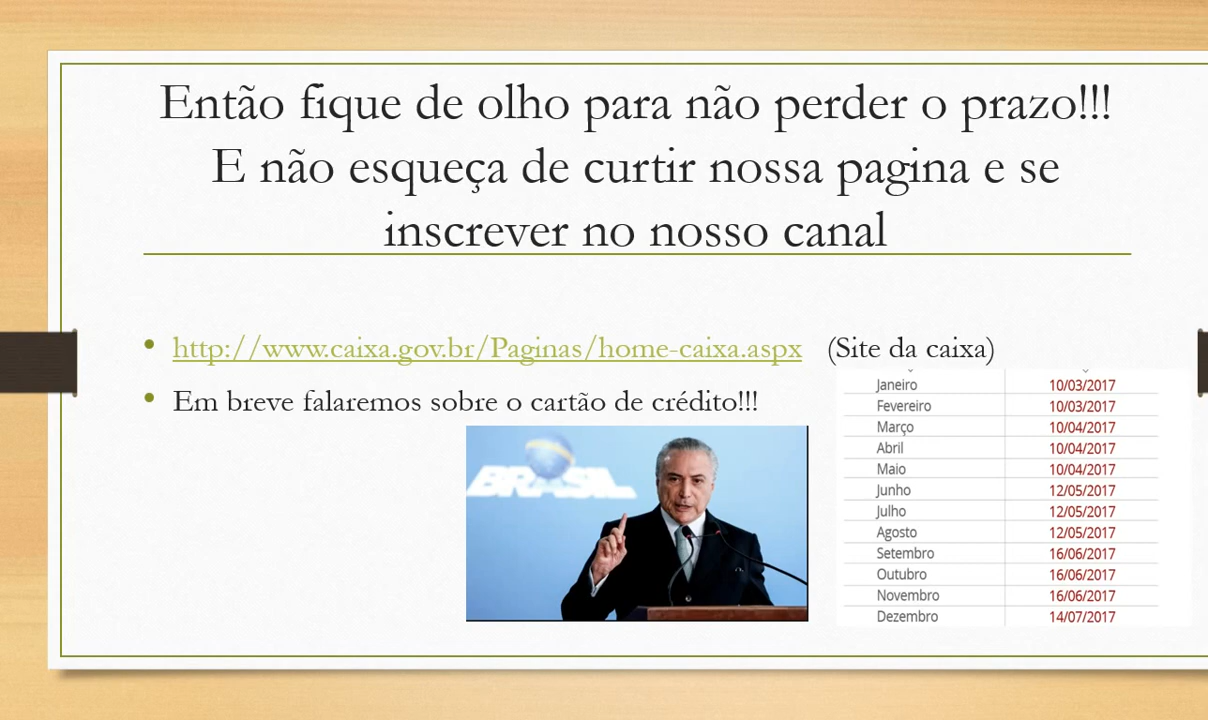 Então fique de olho para não perder o prazo!!!
E não esqueça de curtir nossa pagina e se
inscrever no nosso canal
• http://www.caixa.gov.br/Paginas/home-caixa.aspx (Site da caixa)
• Em breve falaremos sobre o cartão de crédito!!!
BRASIL
Janeiro 10/03/2017
Fevereiro 10/03/2017
Março 10/04/2017
Abril 10/04/2017
Maio 10/04/2017
Junho 12/05/2017
Julho 12/05/2017
Agosto 12/05/2017
Setembro 16/06/2017
Outubro 16/06/2017
Novembro 16/06/2017
Dezembro 14/07/2017